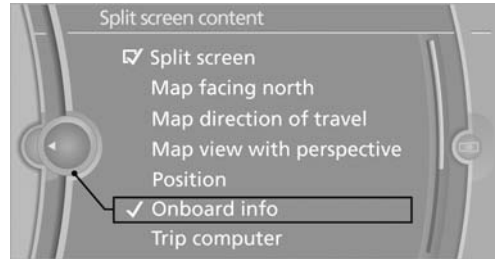 Split screen content
Split screen
Map facing north
Map direction of travel
Map view with perspective
Position
Onboard info
Trip computer